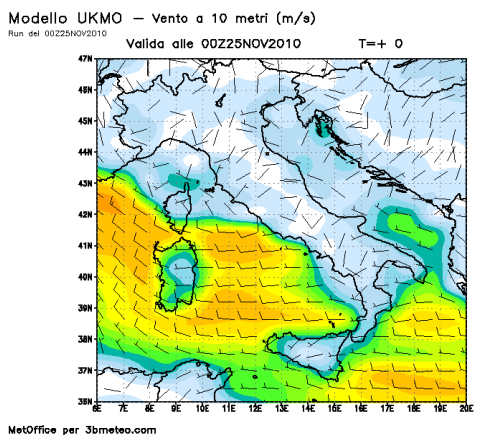 Modello UKMO - Vento a 10 metri (m/s)
Run del 00Z25NOV2010
Valida alle 00Z25NOV2010 T=+ 0
47N
46N
45N
44N
43N
42N
41N
40N
39N
38N
37N
36N
6E 7E 8E 9E 10E 11E 12E 13E 14E 15E 16E 17E 18E 19E 20E
MetOffice per 3bmeteo.com